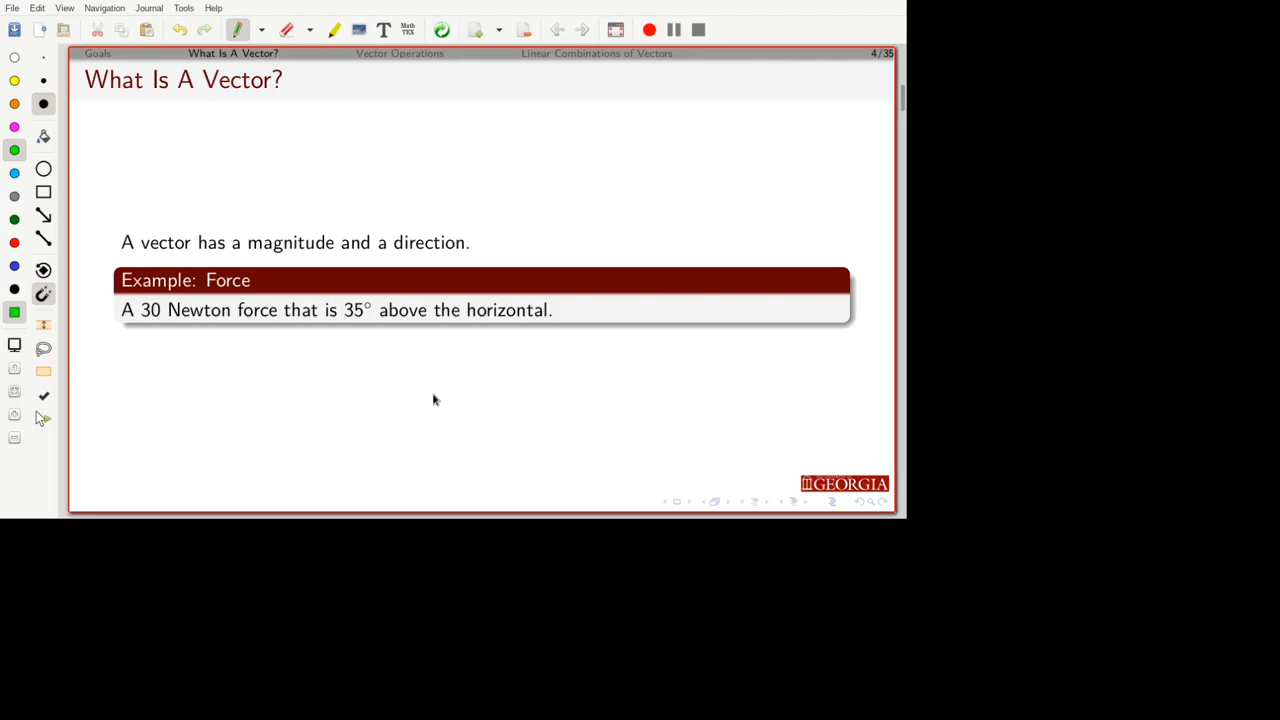 File Edit View Navigation Journal Tools Help
T Math TEX
Goals What Is A Vector? Vector Operations Linear Combinations of Vectors 4/35
What Is A Vector?
A vector has a magnitude and a direction.
Example: Force
A 30 Newton force that is 35° above the horizontal.
GEORGIA